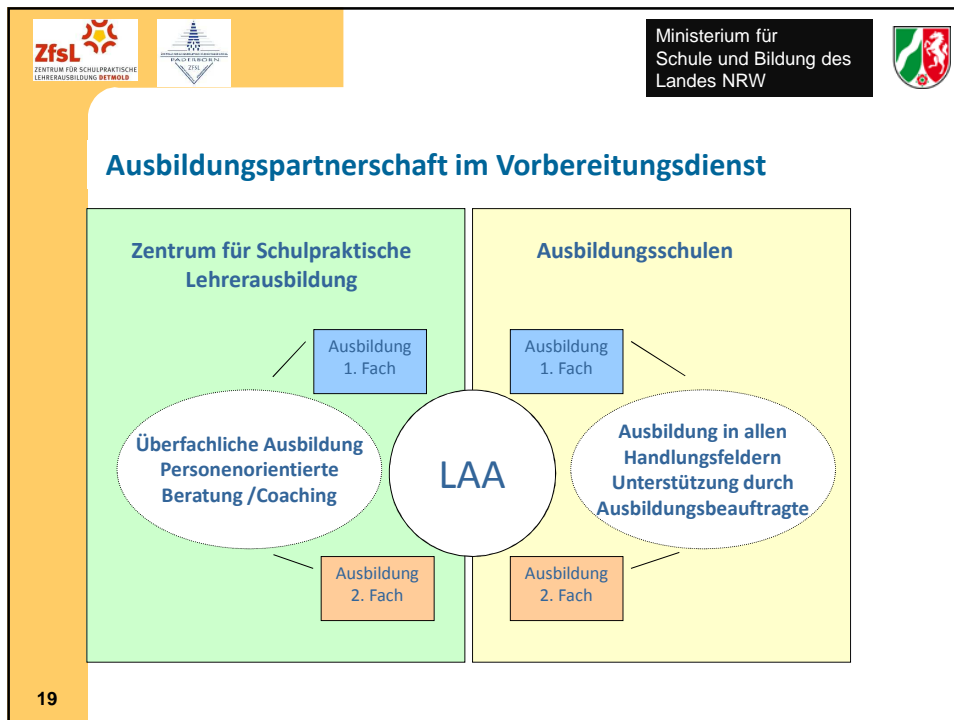 ZfsL
ZENTRUM FÜR SCHULPRAKTISCHE
LEHRERAUSBILDUNG DETMOLD
PADERBORN
ZFSL
Ministerium für
Schule und Bildung des
Landes NRW
Ausbildungspartnerschaft im Vorbereitungsdienst
Zentrum für Schulpraktische
Lehrerausbildung
Ausbildung
1. Fach
Überfachliche Ausbildung
Personenorientierte
Beratung /Coaching
Ausbildung
2. Fach
LAA
Ausbildungsschulen
Ausbildung
1. Fach
Ausbildung in allen
Handlungsfeldern
Unterstützung durch
Ausbildungsbeauftragte
Ausbildung
2. Fach
19